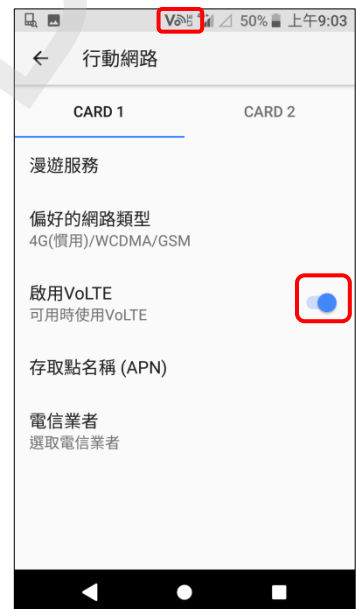 VoLTE 4G 50% 上午9:03
行動網路
CARD 1 CARD 2
漫遊服務
偏好的網路類型
4G(慣用)/WCDMA/GSM
啟用VoLTE
可用時使用VoLTE
存取點名稱 (APN)
電信業者
選取電信業者